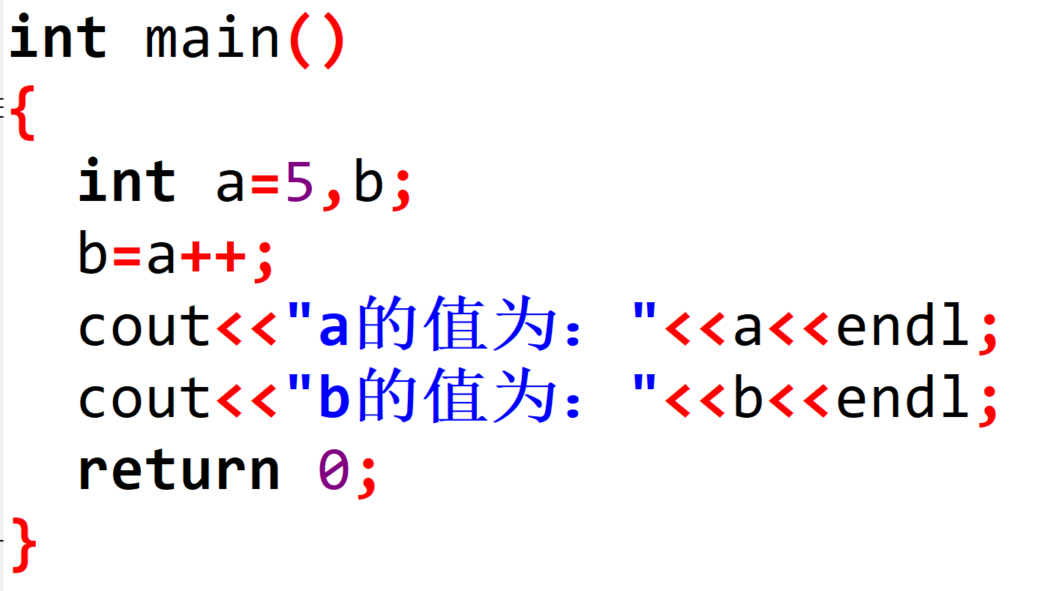 int main()
{
int a=5,b;
b=a++;
cout<<"a的值为："<<a<<endl;
cout<<"b的值为："<<b<<endl;
return 0;
}